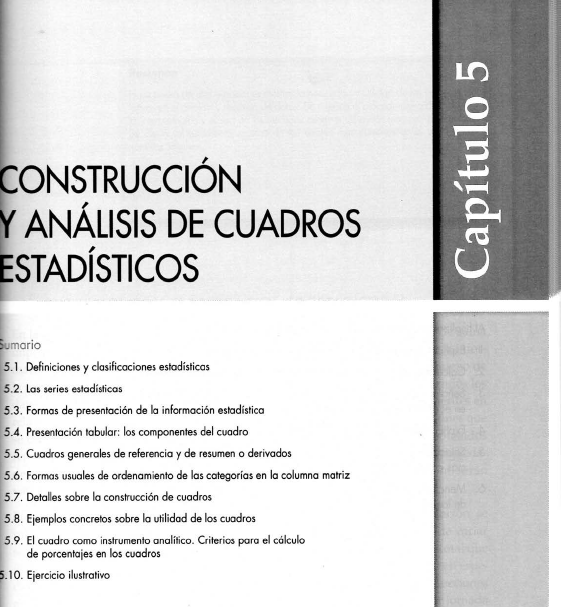 CONSTRUCCIÓN
Y ANÁLISIS DE CUADROS
ESTADÍSTICOS
Capítulo 5
Sumario
5.1. Definiciones y clasificaciones estadísticas
5.2. Las series estadísticas
5.3. Formas de presentación de la información estadística
5.4. Presentación tabular: los componentes del cuadro
5.5. Cuadros generales de referencia y de resumen o derivados
5.6. Formas usuales de ordenamiento de las categorías en la columna matriz
5.7. Detalles sobre la construcción de cuadros
5.8. Ejemplos concretos sobre la utilidad de los cuadros
5.9. El cuadro como instrumento analítico. Criterios para el cálculo
de porcentajes en los cuadros
5.10. Ejercicio ilustrativo